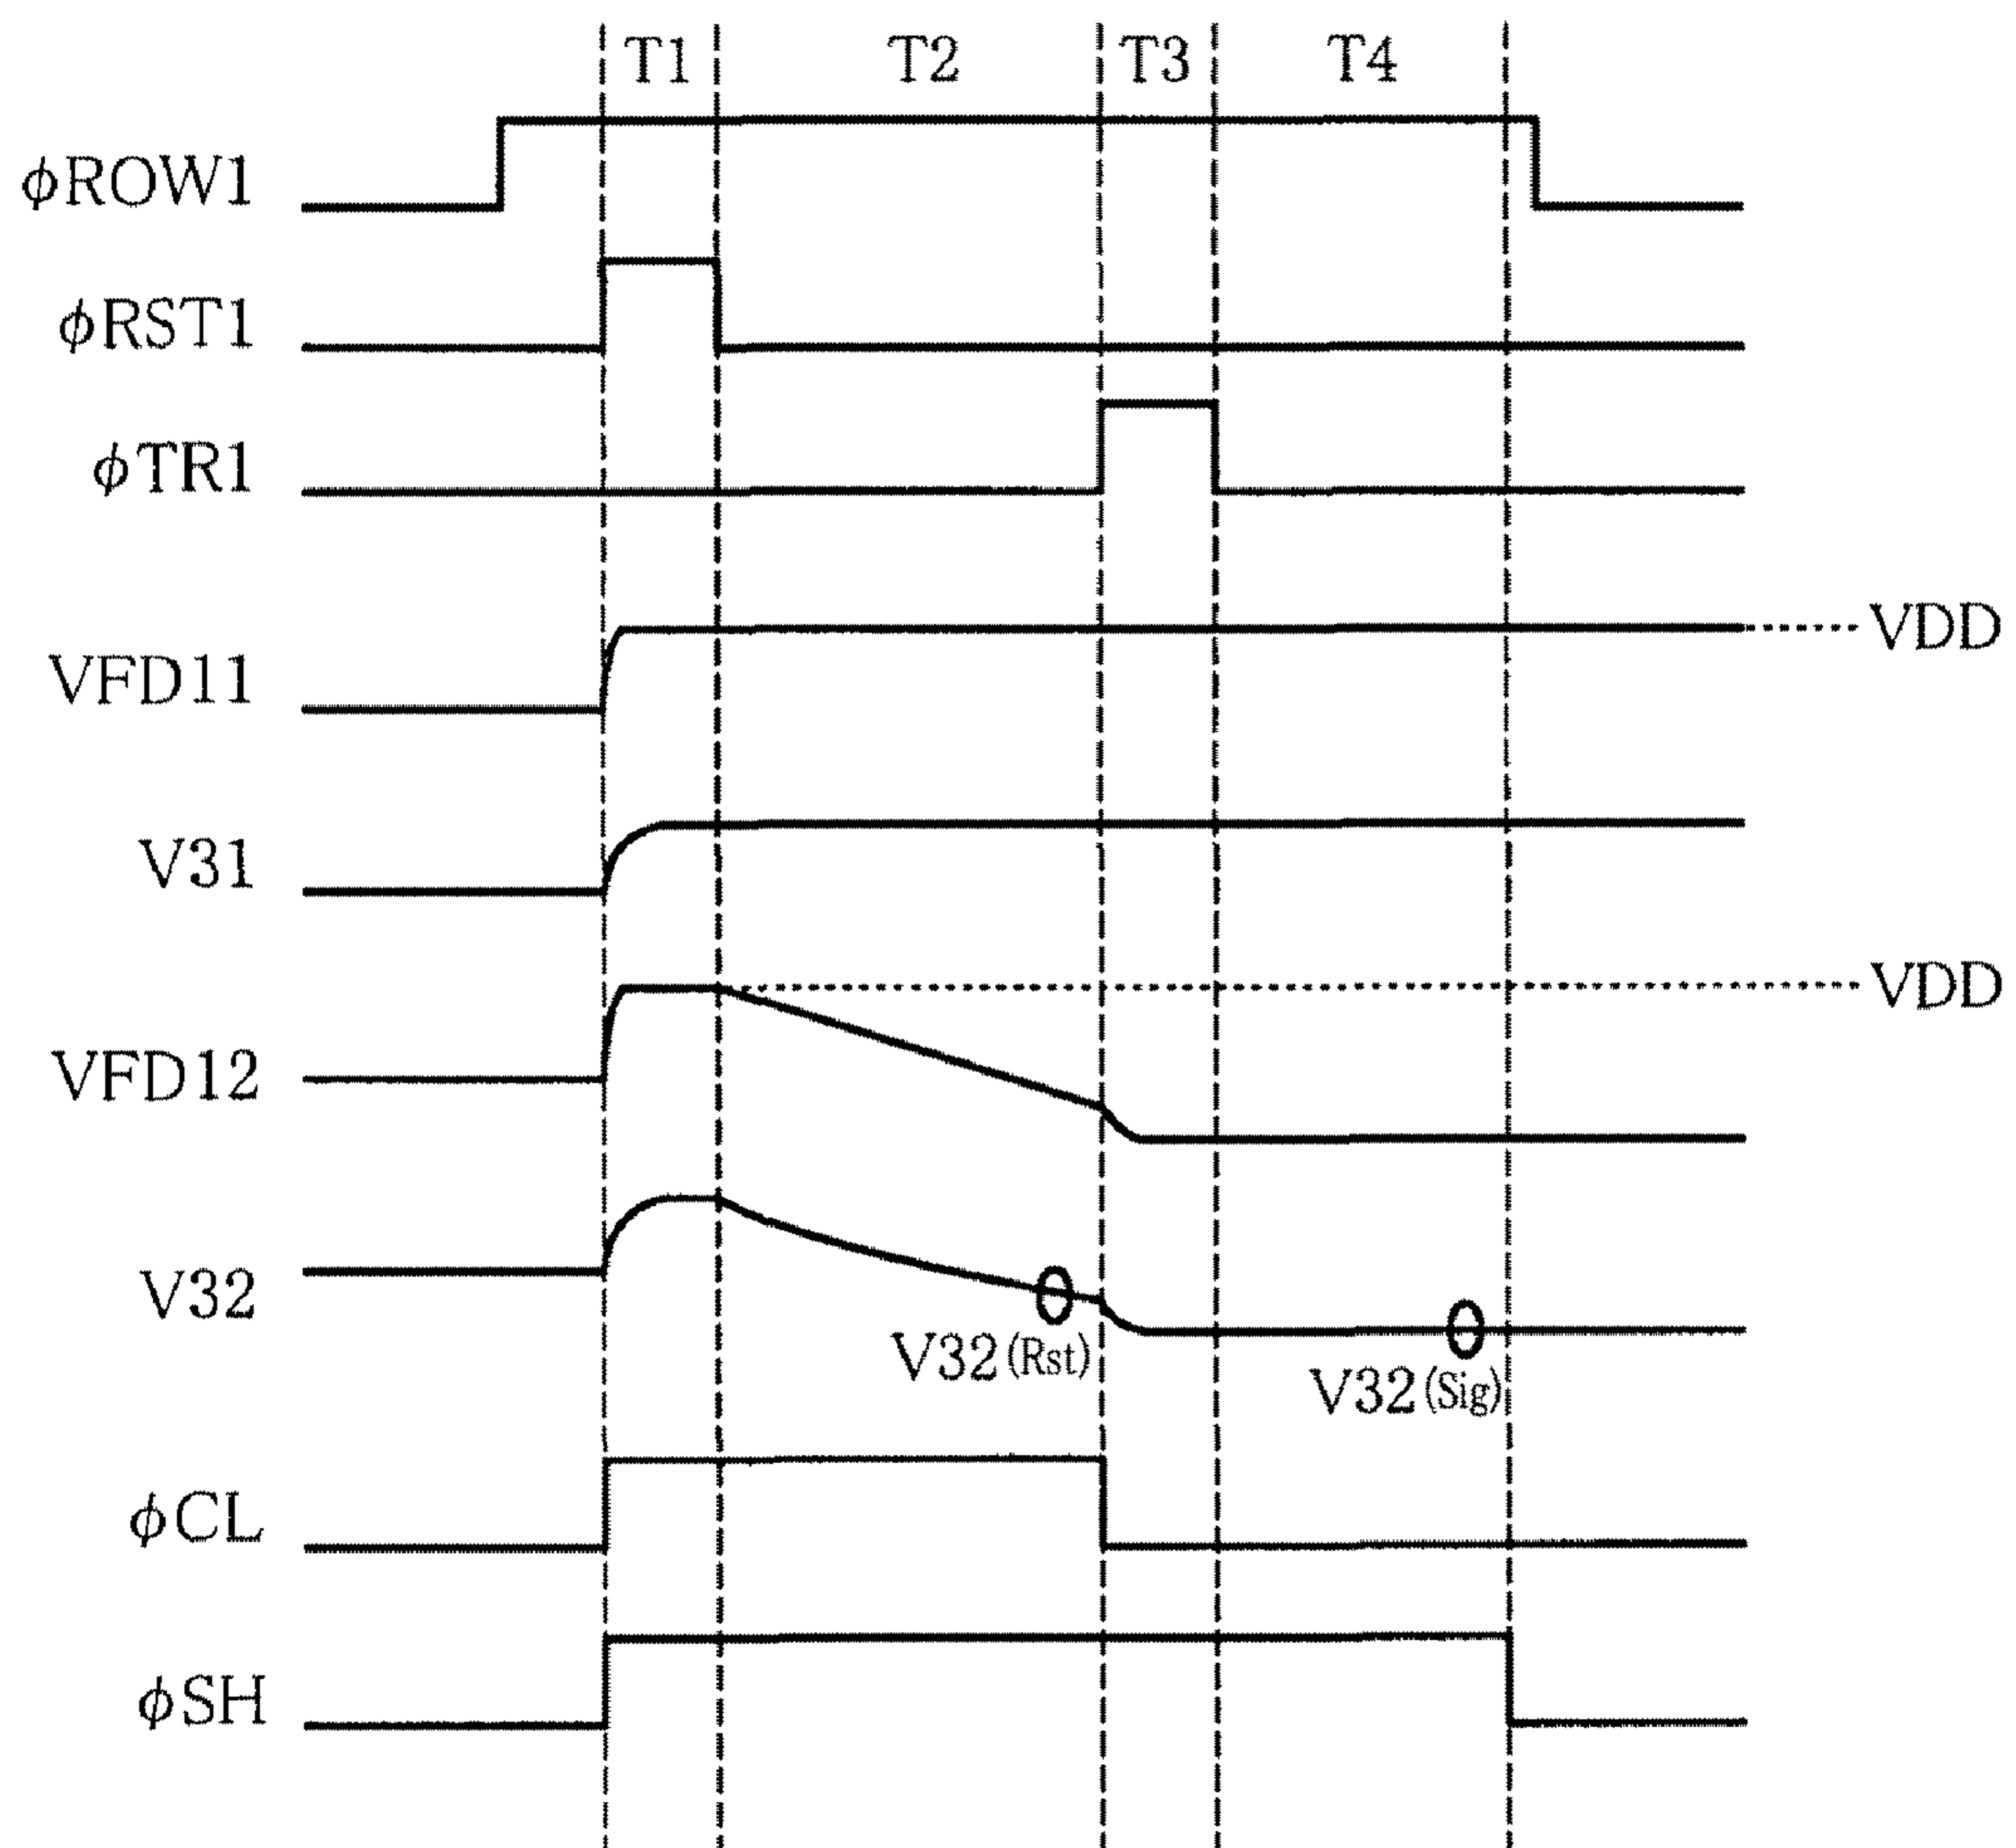 T1 T2 T3 T4
ϕROW1
ϕRST1
ϕTR1
VDD
VFD11
V31
VDD
VFD12
V32
V32(Rst)
V32(Sig)
ϕCL
ϕSH